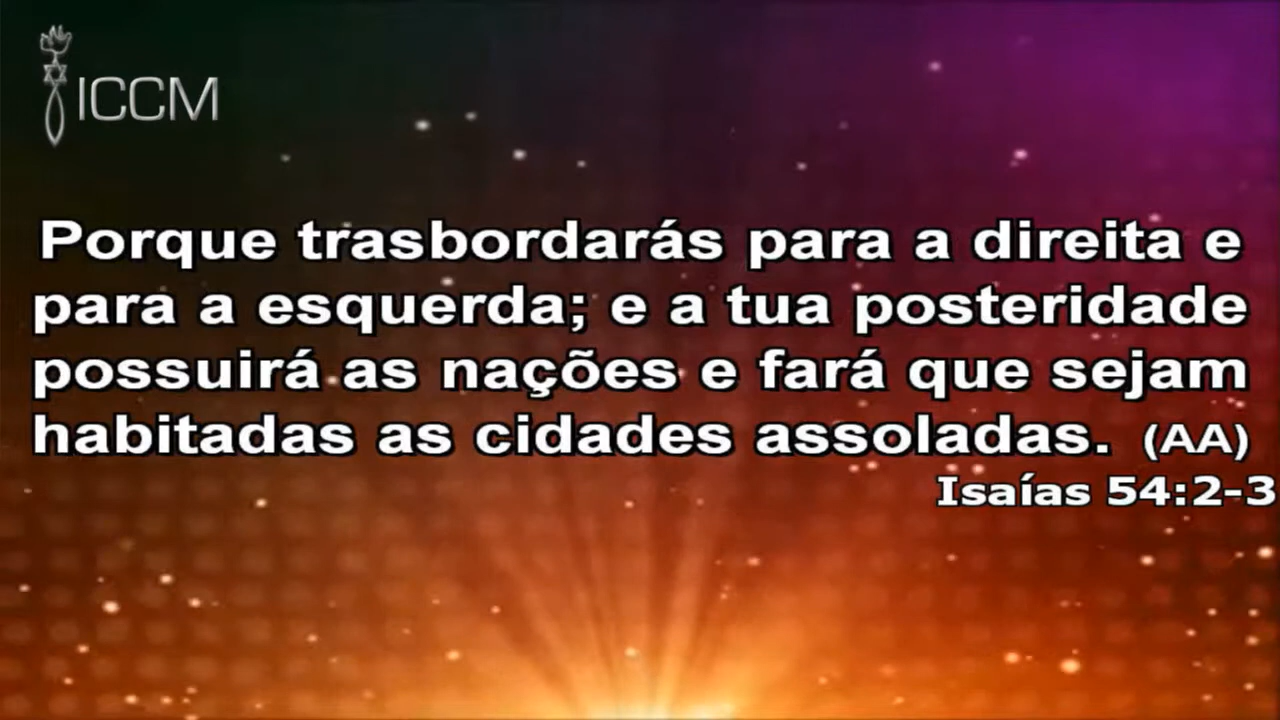 ICCM
Porque trasbordarás para a direita e
para a esquerda; e a tua posteridade
possuirá as nações e fará que sejam
habitadas as cidades assoladas. (AA)
Isaías 54:2-3